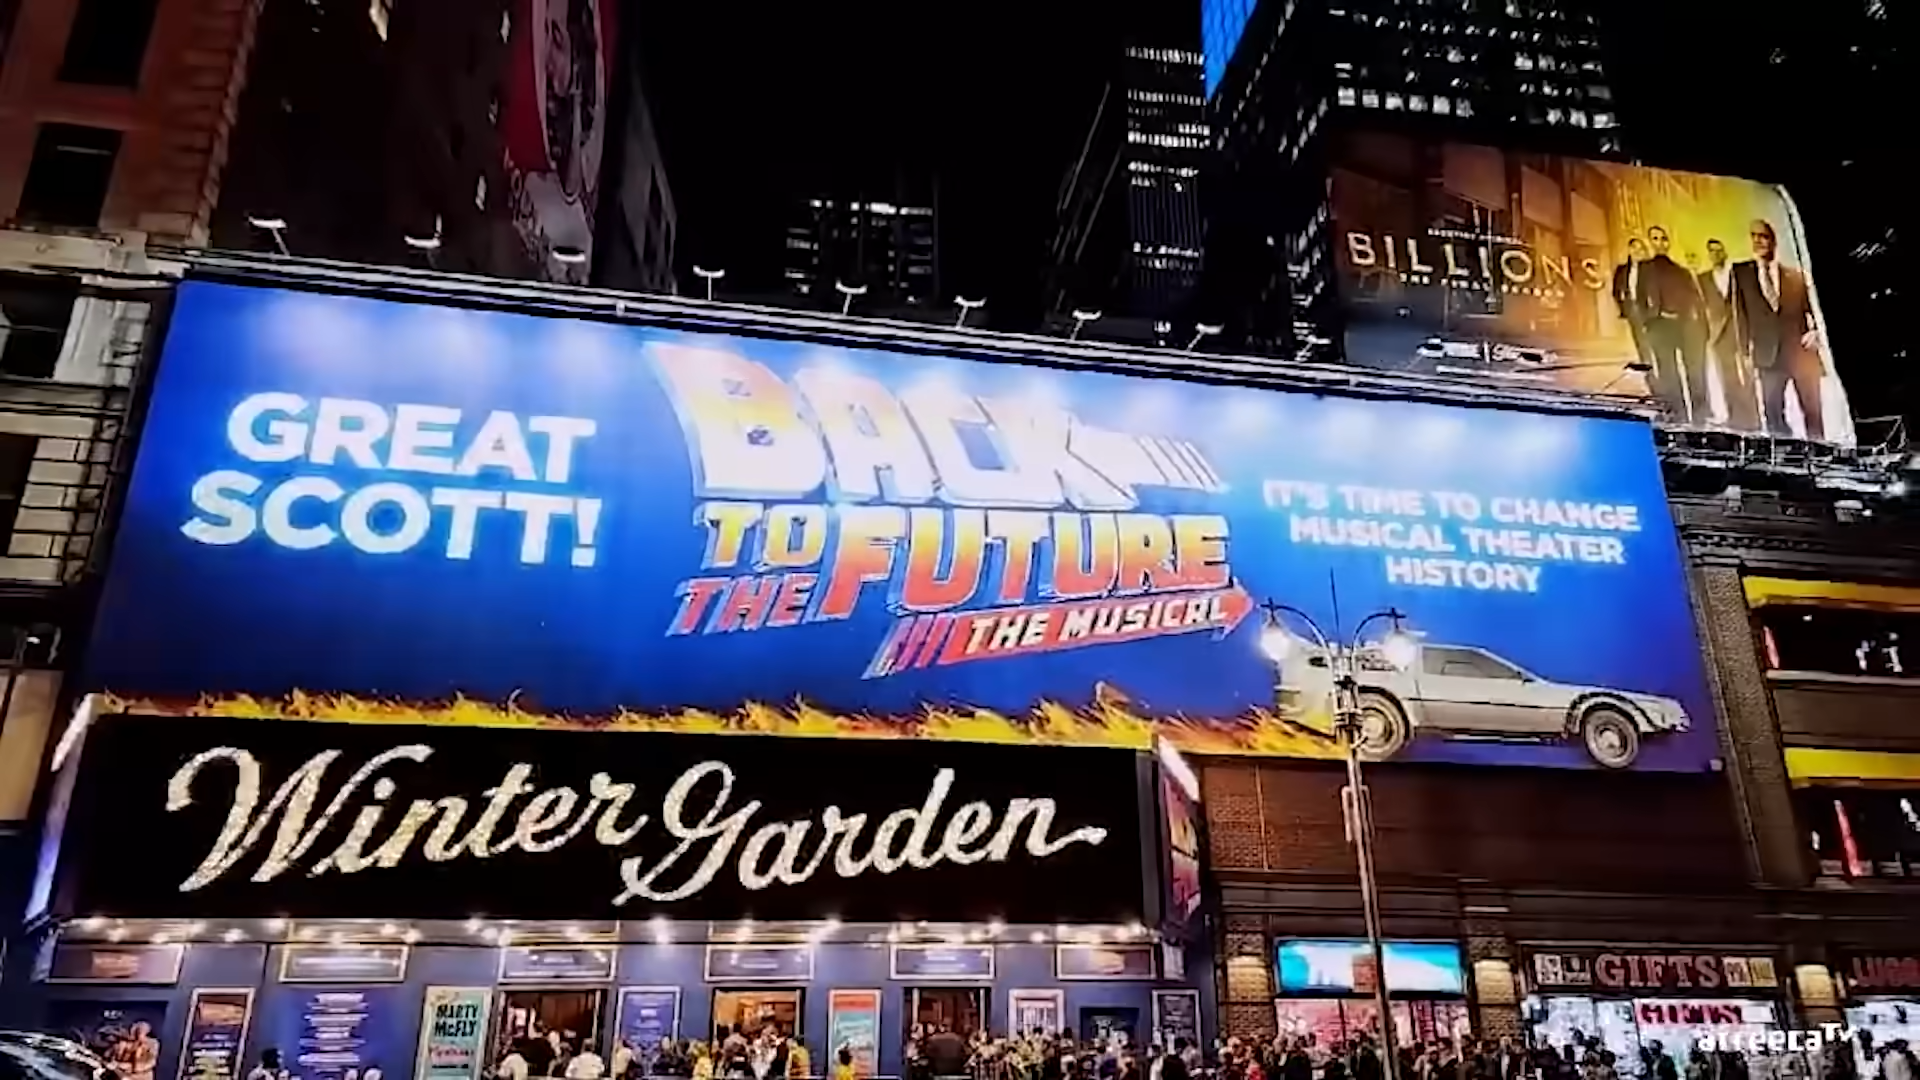 BILLIONS
GREAT
SCOTT!
BACK
TO THE FUTURE
THE MUSICAL
IT'S TIME TO CHANGE
MUSICAL THEATER
HISTORY
Winter Garden
MARTY
McFLY
GIFTS
afreecaTV